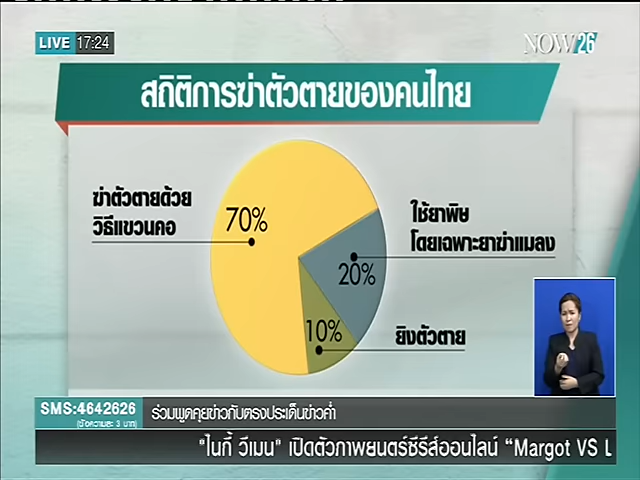 LIVE 17:24
NOW26
สถิติการฆ่าตัวตายของคนไทย
ฆ่าตัวตายด้วย
วิธีแขวนคอ
70%
ใช้ยาพิษ
โดยเฉพาะยาฆ่าแมลง
20%
10%
ยิงตัวตาย
SMS:4642626
(ข้อความละ 3 บาท)
ร่วมพูดคุยข่าวกับตรงประเด็นข่าวค่ำ
"ไนกี้ วีเมน" เปิดตัวภาพยนตร์ซีรีส์ออนไลน์ “Margot VS L